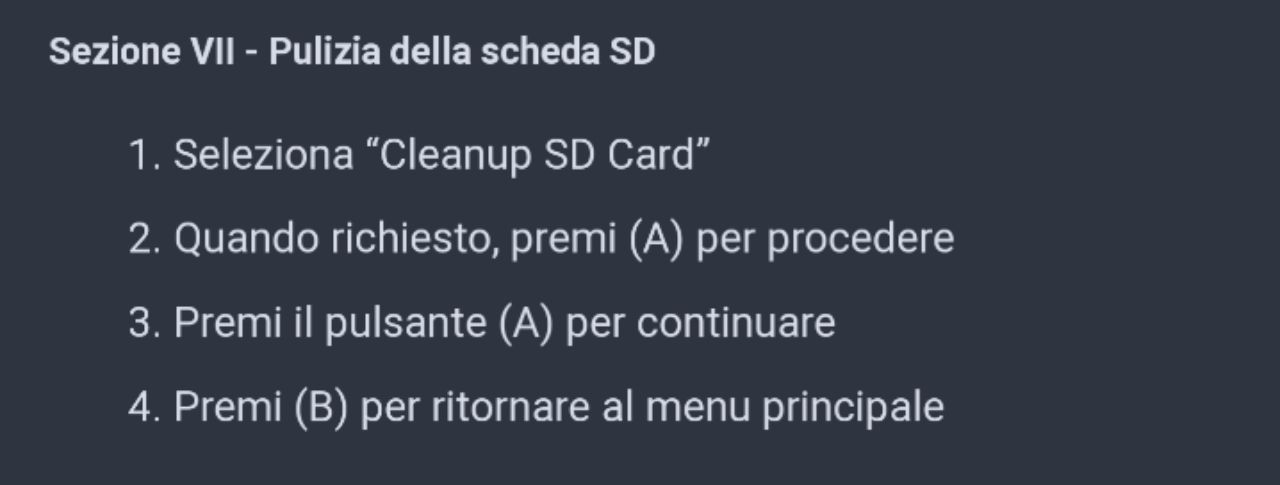 Sezione VII - Pulizia della scheda SD
1. Seleziona “Cleanup SD Card”
2. Quando richiesto, premi (A) per procedere
3. Premi il pulsante (A) per continuare
4. Premi (B) per ritornare al menu principale